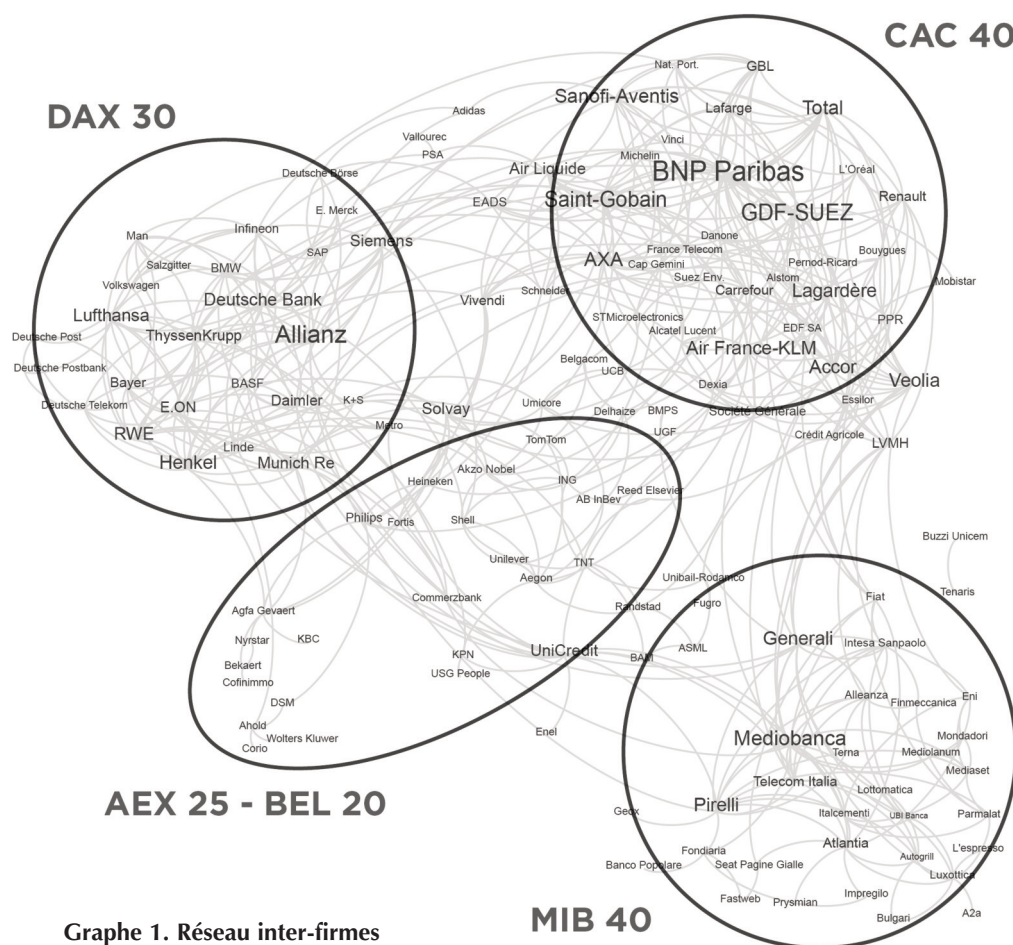 CAC 40
Nat. Port.
GBL
Sanofi-Aventis
Lafarge
Total
DAX 30
Adidas
Vallourec
Vinci
PSA
Michelin
Air Liquide
BNP Paribas
L'Oréal
Deutsche Börse
Renault
EADS
Saint-Gobain
GDF-SUEZ
E. Merck
Infineon
Siemens
Man
SAP
Danone
France Telecom
Bouygues
Salzgitter
BMW
AXA
Cap Gemini
Pernod-Ricard
Volkswagen
Suez Env.
Alstom
Mobistar
Deutsche Bank
Vivendi
Schneider
Carrefour
Lagardère
Lufthansa
STMicroelectronics
PPR
Deutsche Post
ThyssenKrupp
Allianz
Alcatel Lucent
EDF SA
Air France-KLM
Belgacom
Deutsche Postbank
UCB
Accor
Bayer
BASF
Dexia
Veolia
Deutsche Telekom
E.ON
Daimler
K+S
Solvay
Umicore
Delhaize
BMPS
Société Générale
Essilor
RWE
Metro
UGF
Crédit Agricole
LVMH
Linde
TomTom
Henkel
Munich Re
Akzo Nobel
Heineken
ING
Reed Elsevier
AB InBev
Philips
Fortis
Shell
Buzzi Unicem
Unilever
TNT
Aegon
Unibail-Rodamco
Tenaris
Commerzbank
Randstad
Fugro
Fiat
Agfa Gevaert
Generali
Intesa Sanpaolo
Nyrstar
KBC
KPN
UniCredit
BAM
ASML
Bekaert
USG People
Cofinimmo
Alleanza
Finmeccanica
Eni
DSM
Ahold
Enel
Mediobanca
Mondadori
Wolters Kluwer
Terna
Mediolanum
Corio
Mediaset
Telecom Italia
Lottomatica
AEX 25 - BEL 20
Pirelli
Geox
Italcementi
UBI Banca
Parmalat
Atlantia
Fondiaria
L'espresso
Banco Popolare
Seat Pagine Gialle
Autogrill
Luxottica
Impregilo
Fastweb
Prysmian
MIB 40
Bulgari
A2a
Graphe 1. Réseau inter-firmes